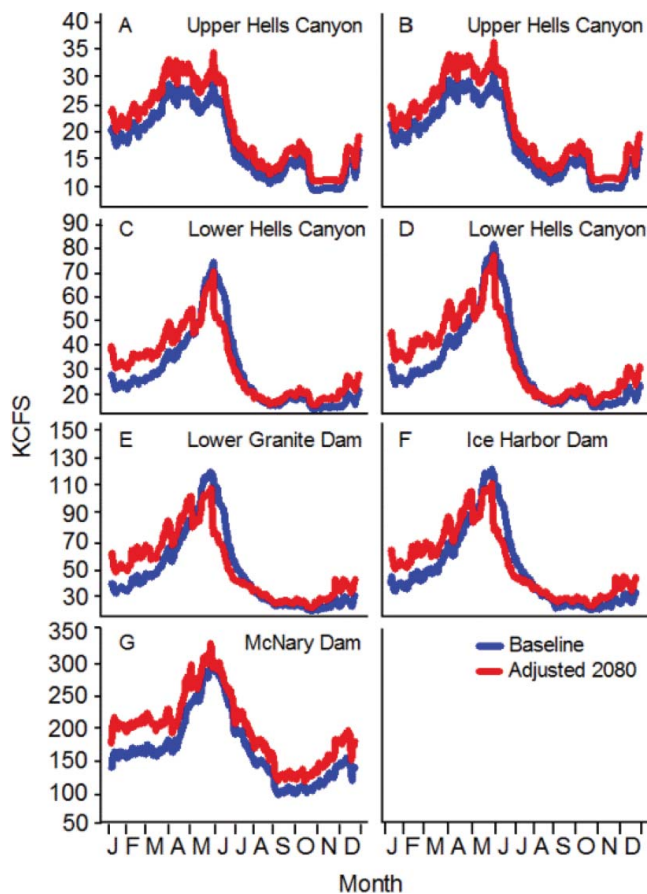 A Upper Hells Canyon
B Upper Hells Canyon
40
35
30
25
20
15
10
C Lower Hells Canyon
D Lower Hells Canyon
90
80
70
60
50
40
30
20
KCFS
E Lower Granite Dam
F Ice Harbor Dam
150
130
110
90
70
50
30
G McNary Dam
350
300
250
200
150
100
50
Baseline
Adjusted 2080
J F M A M J J A S O N D
J F M A M J J A S O N D
Month